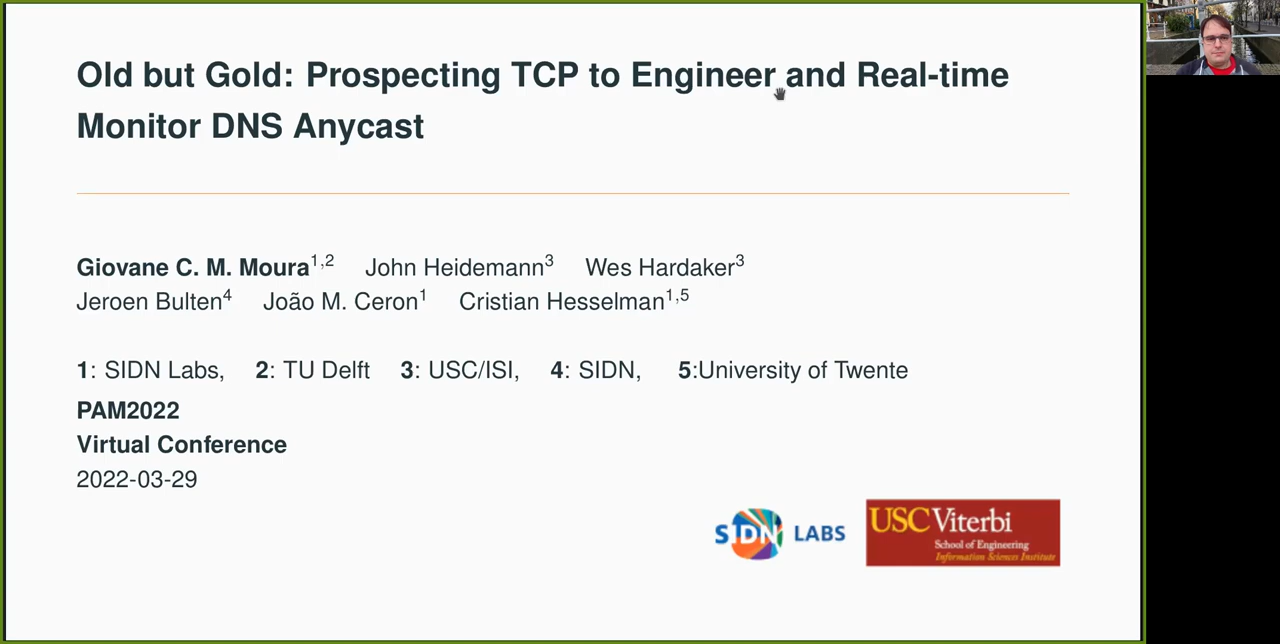 Old but Gold: Prospecting TCP to Engineer and Real-time
Monitor DNS Anycast
Giovane C. M. Moura1,2 John Heidemann3 Wes Hardaker3
Jeroen Bulten4 João M. Ceron1 Cristian Hesselman1,5
1: SIDN Labs, 2: TU Delft 3: USC/ISI, 4: SIDN, 5:University of Twente
PAM2022
Virtual Conference
2022-03-29
SIDN LABS
USC Viterbi
School of Engineering
Information Sciences Institute